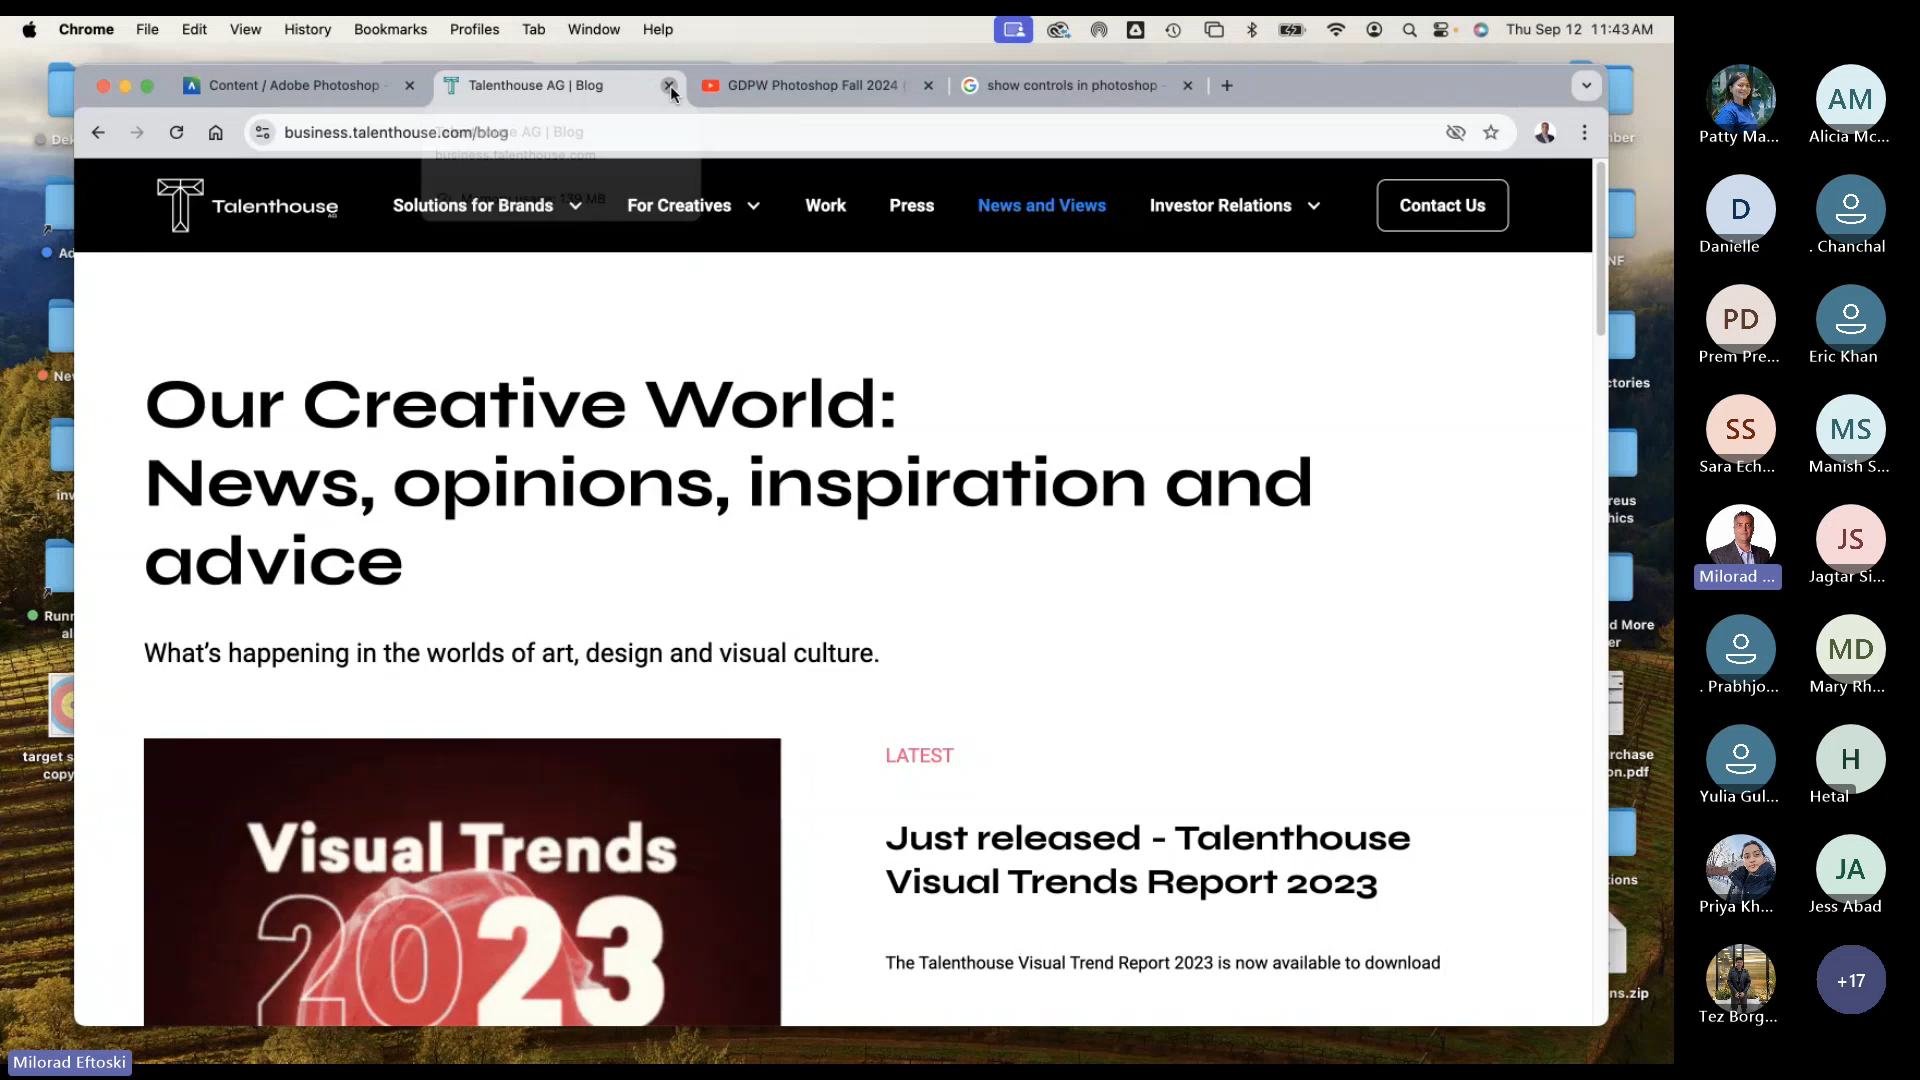 Chrome File Edit View History Bookmarks Profiles Tab Window Help
Thu Sep 12 11:43 AM
Content / Adobe Photoshop
Talenthouse AG | Blog
GDPW Photoshop Fall 2024
show controls in photoshop -
business.talenthouse.com/blog
Talenthouse AG
Solutions for Brands
For Creatives
Work
Press
News and Views
Investor Relations
Contact Us
Our Creative World:
News, opinions, inspiration and
advice
What's happening in the worlds of art, design and visual culture.
Visual Trends
2023
LATEST
Just released - Talenthouse
Visual Trends Report 2023
The Talenthouse Visual Trend Report 2023 is now available to download
target s
copy
Patty Ma...
AM
Alicia Mc...
D
Danielle
. Chanchal
PD
Prem Pre...
Eric Khan
SS
Sara Ech...
MS
Manish S...
Milorad ...
JS
Jagtar Si...
. Prabhjo...
MD
Mary Rh...
Yulia Gul...
H
Hetal
Priya Kh...
JA
Jess Abad
Tez Borg...
+17
Milorad Eftoski